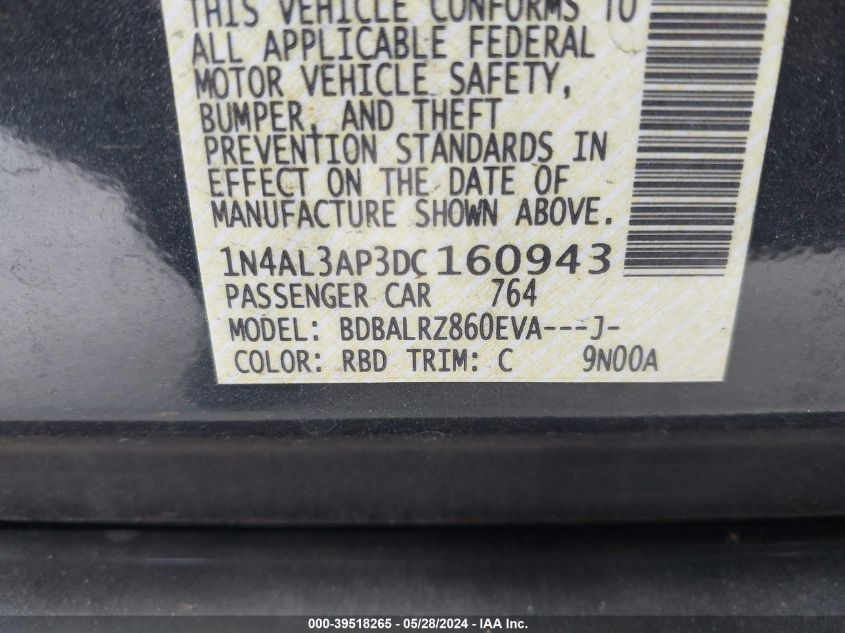 THIS VEHICLE CONFORMS TO
ALL APPLICABLE FEDERAL
MOTOR VEHICLE SAFETY,
BUMPER, AND THEFT
PREVENTION STANDARDS IN
EFFECT ON THE DATE OF
MANUFACTURE SHOWN ABOVE.
1N4AL3AP3DC160943
PASSENGER CAR 764
MODEL: BDBALRZ860EVA---J-
COLOR: RBD TRIM: C 9N00A
000-39518265 - 05/28/2024 - IAA Inc.